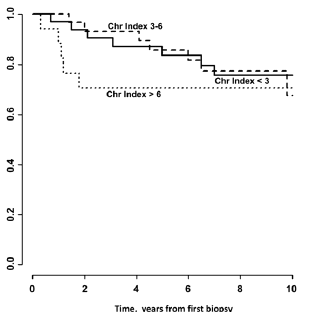 1.0
Chr Index 3-6
0.8
Chr Index < 3
Chr Index > 6
0.6
0.4
0.2
0.0
0 2 4 6 8 10
Time, years from first biopsy